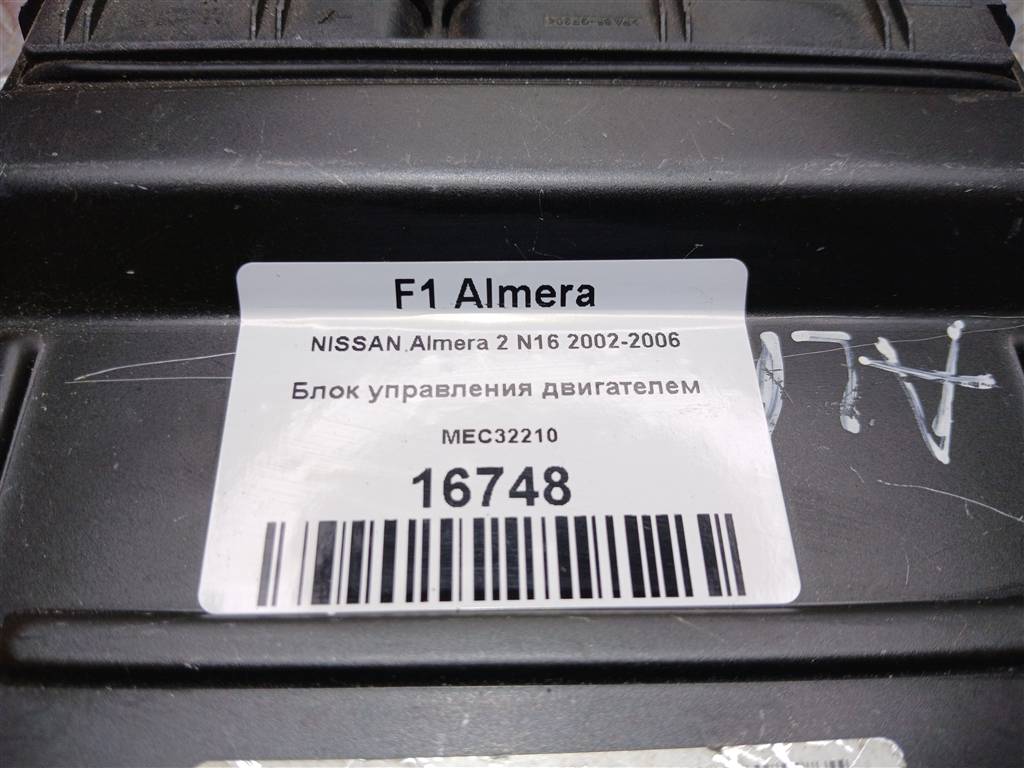 F1 Almera
NISSAN.Almera 2 N16 2002-2006
Блок управления двигателем
MEC32210
16748